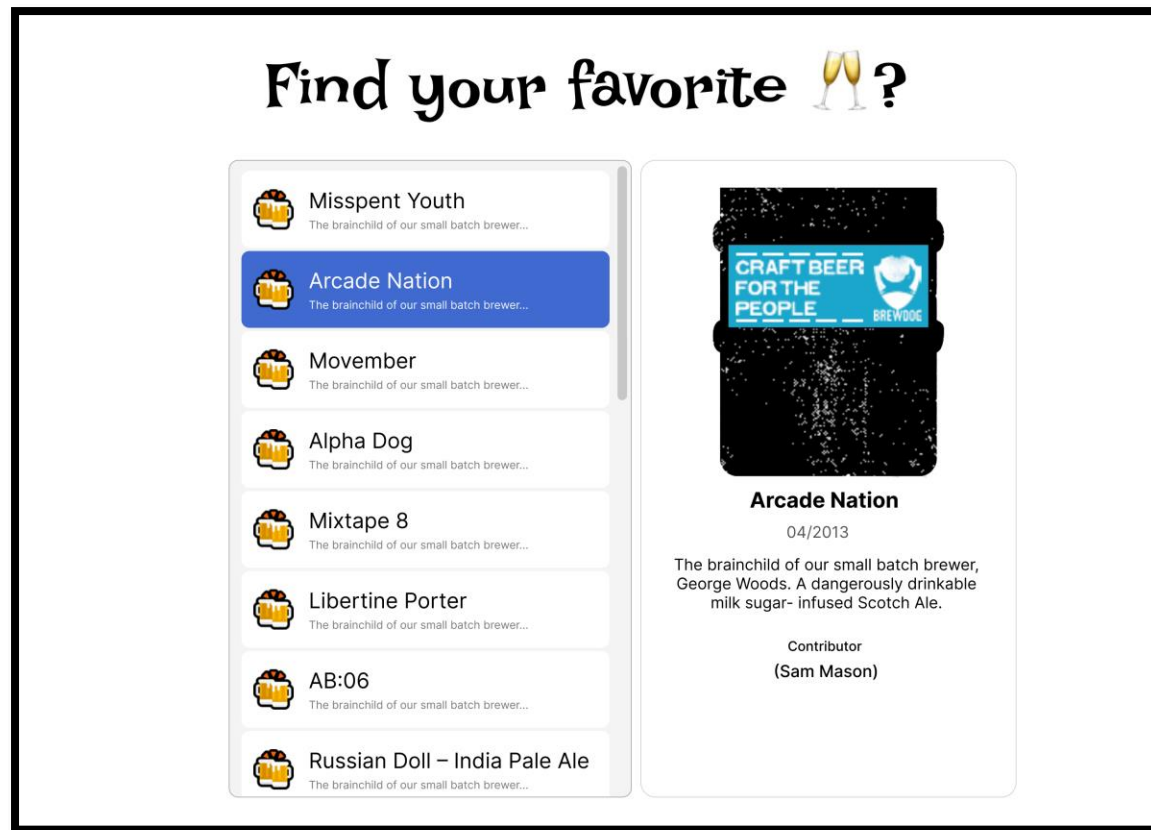 Find your favorite 🥂?
Misspent Youth
The brainchild of our small batch brewer...
Arcade Nation
The brainchild of our small batch brewer...
Movember
The brainchild of our small batch brewer...
Alpha Dog
The brainchild of our small batch brewer...
Mixtape 8
The brainchild of our small batch brewer...
Libertine Porter
The brainchild of our small batch brewer...
AB:06
The brainchild of our small batch brewer...
Russian Doll – India Pale Ale
The brainchild of our small batch brewer...
CRAFT BEER
FOR THE
PEOPLE
BREWDOG
Arcade Nation
04/2013
The brainchild of our small batch brewer,
George Woods. A dangerously drinkable
milk sugar- infused Scotch Ale.
Contributor
(Sam Mason)